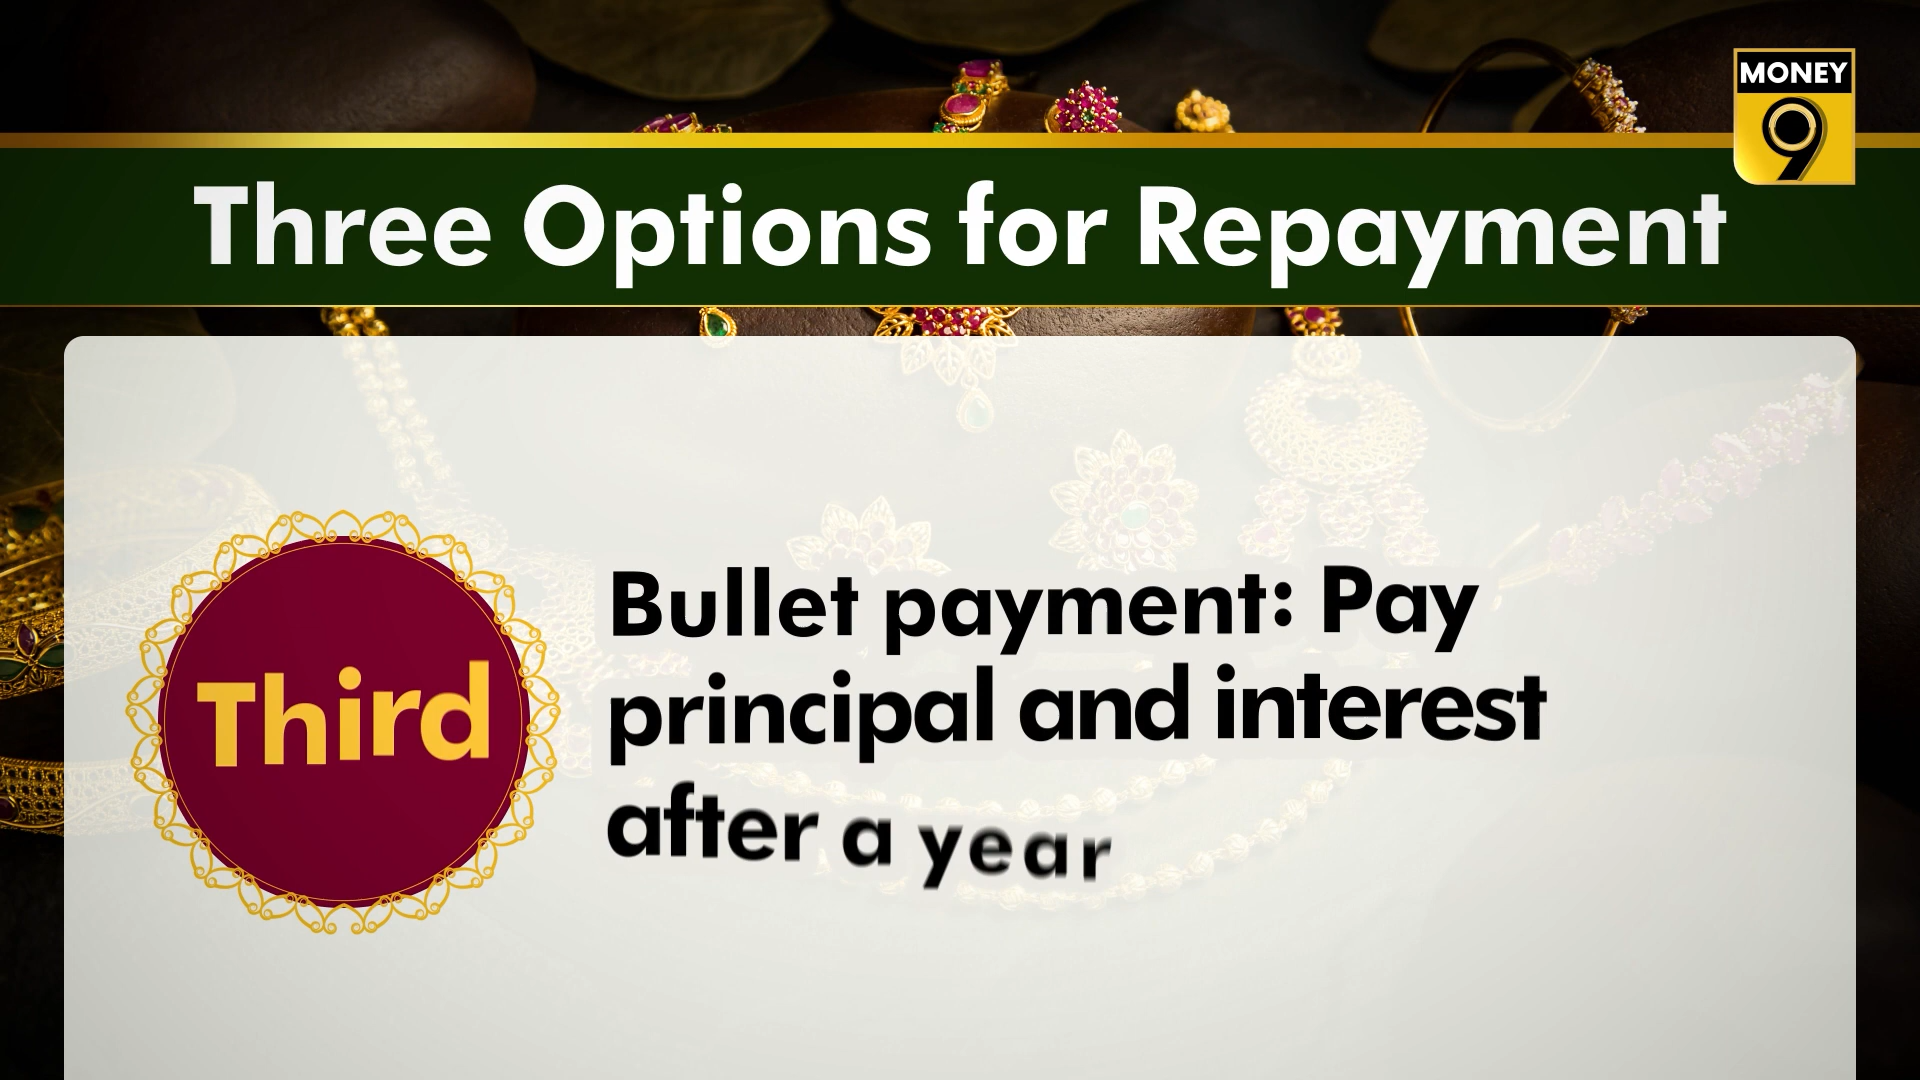 MONEY
9
Three Options for Repayment
Third
Bullet payment: Pay
principal and interest
after a year